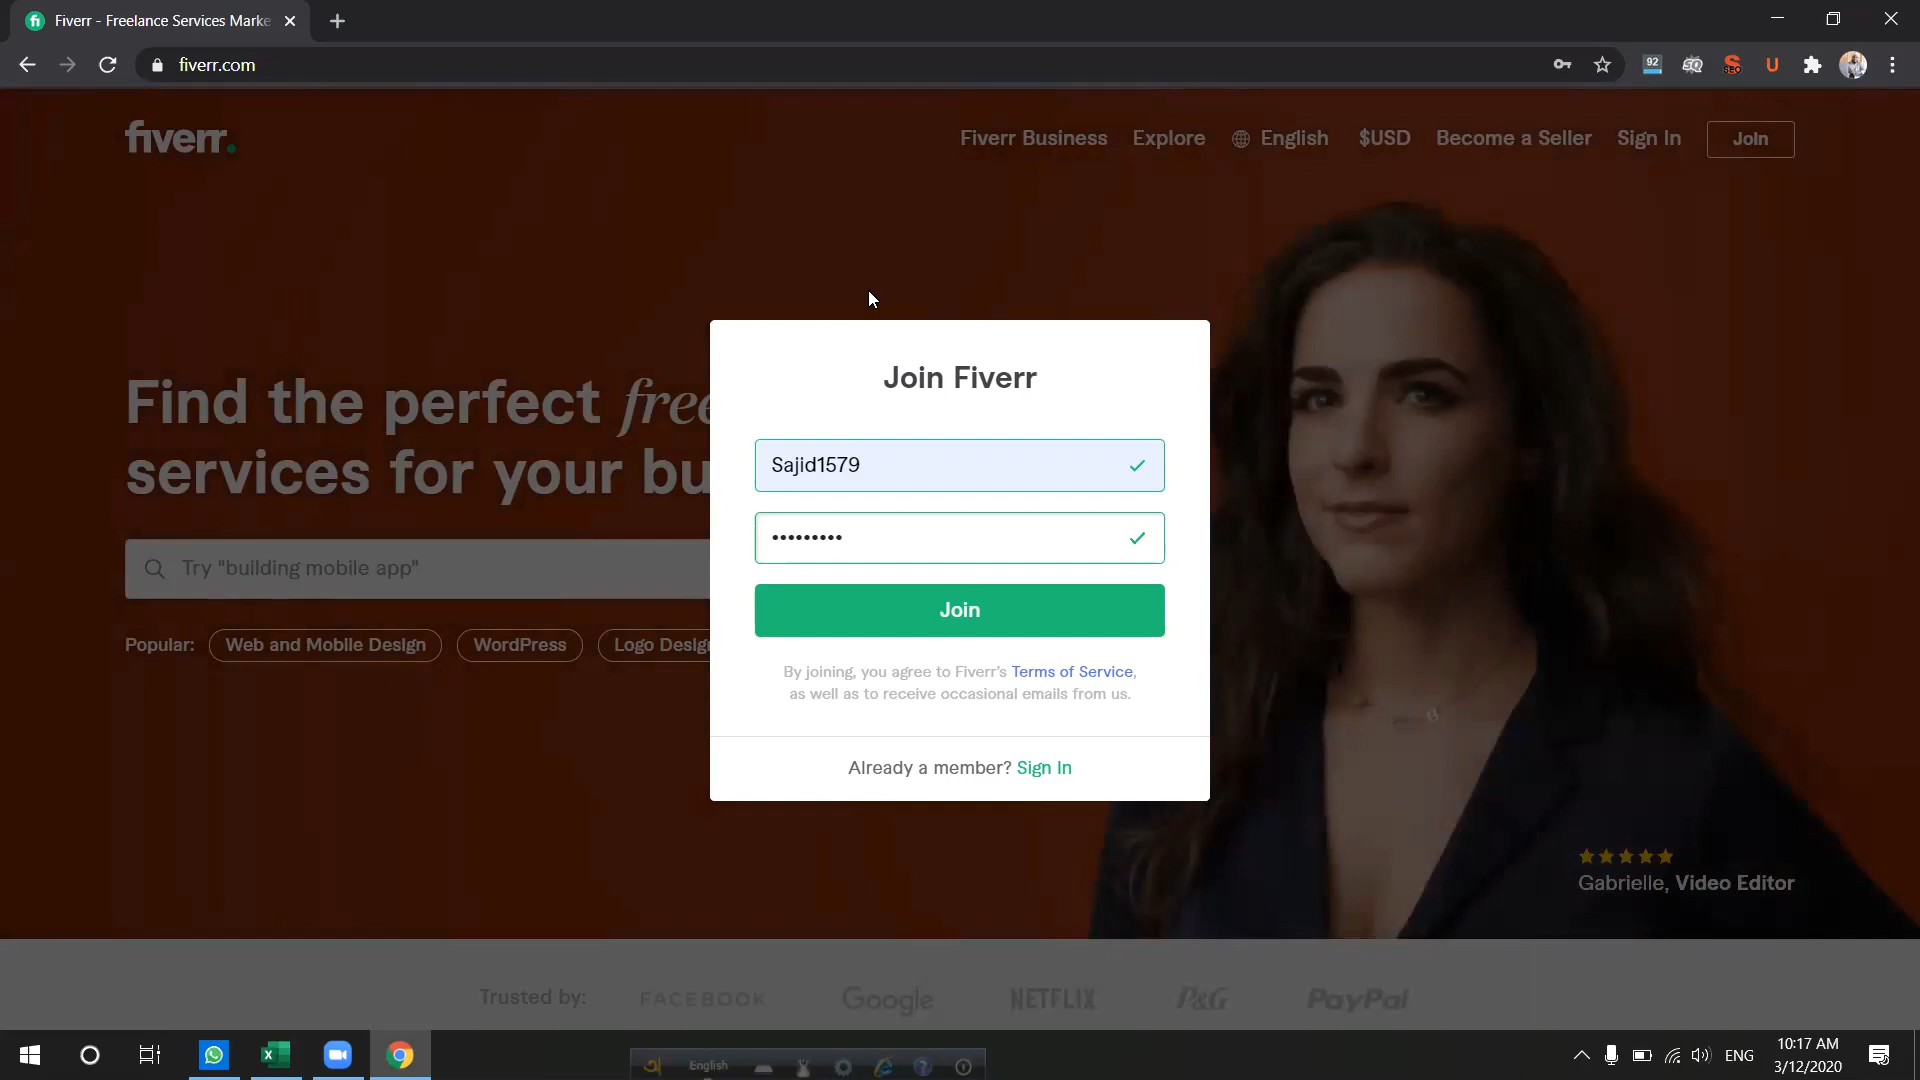 Fiverr - Freelance Services Marke
fiverr.com
92
SEO
U
fiverr.
Fiverr Business
Explore
English
$USD
Become a Seller
Sign In
Join
Find the perfect free
services for your bu
Try "building mobile app"
Popular:
Web and Mobile Design
WordPress
Logo Desig
Join Fiverr
Sajid1579
•••••••••
Join
By joining, you agree to Fiverr's Terms of Service,
as well as to receive occasional emails from us.
Already a member? Sign In
Gabrielle, Video Editor
Trusted by:
FACEBOOK
Google
NETFLIX
P&G
PayPal
English
ENG
10:17 AM
3/12/2020